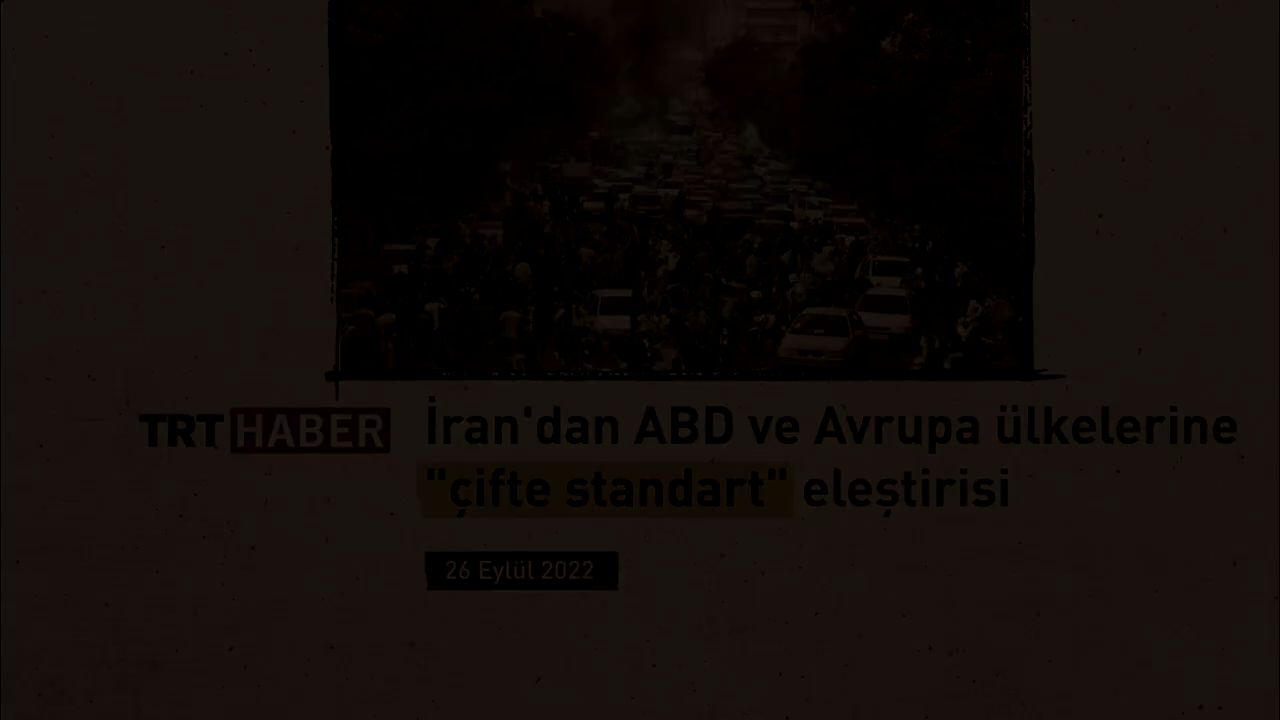 TRT HABER
İran'dan ABD ve Avrupa ülkelerine
"çifte standart" eleştirisi
26 Eylül 2022